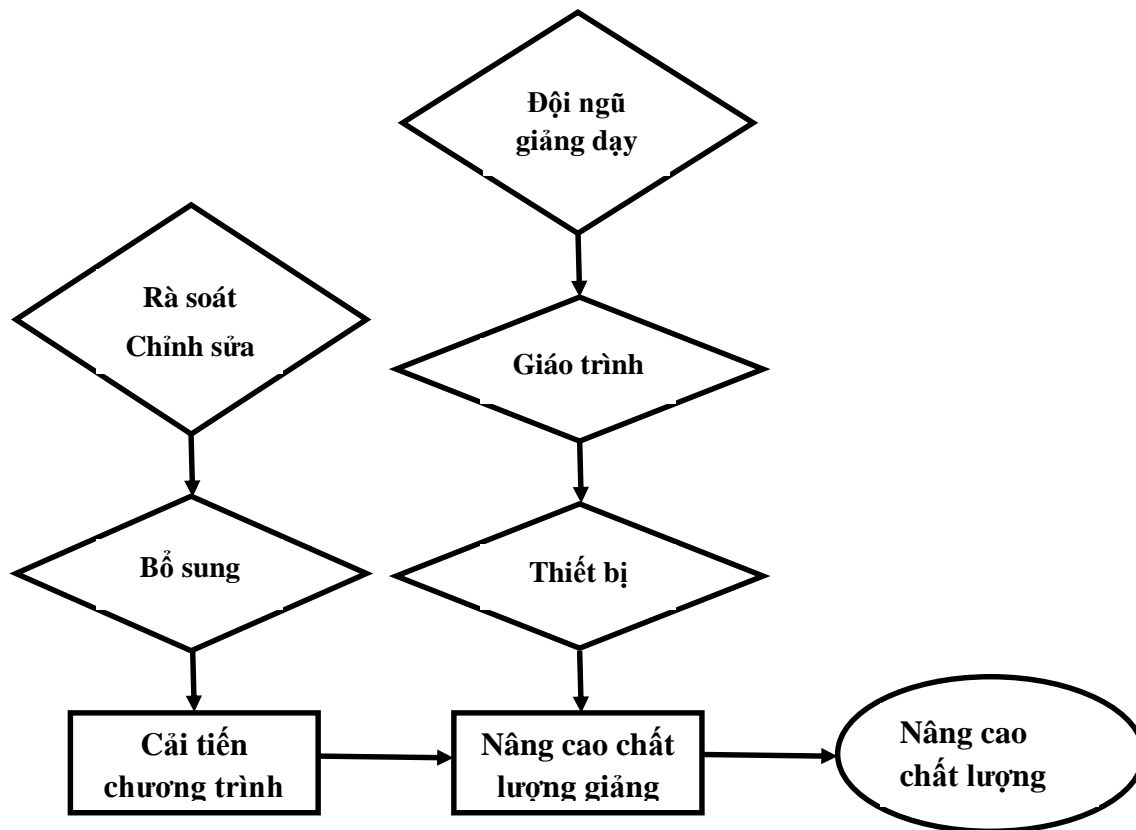 Đội ngũ
giảng dạy
Rà soát
Chỉnh sửa
Giáo trình
Bổ sung
Thiết bị
Cải tiến
chương trình
Nâng cao chất
lượng giảng
Nâng cao
chất lượng